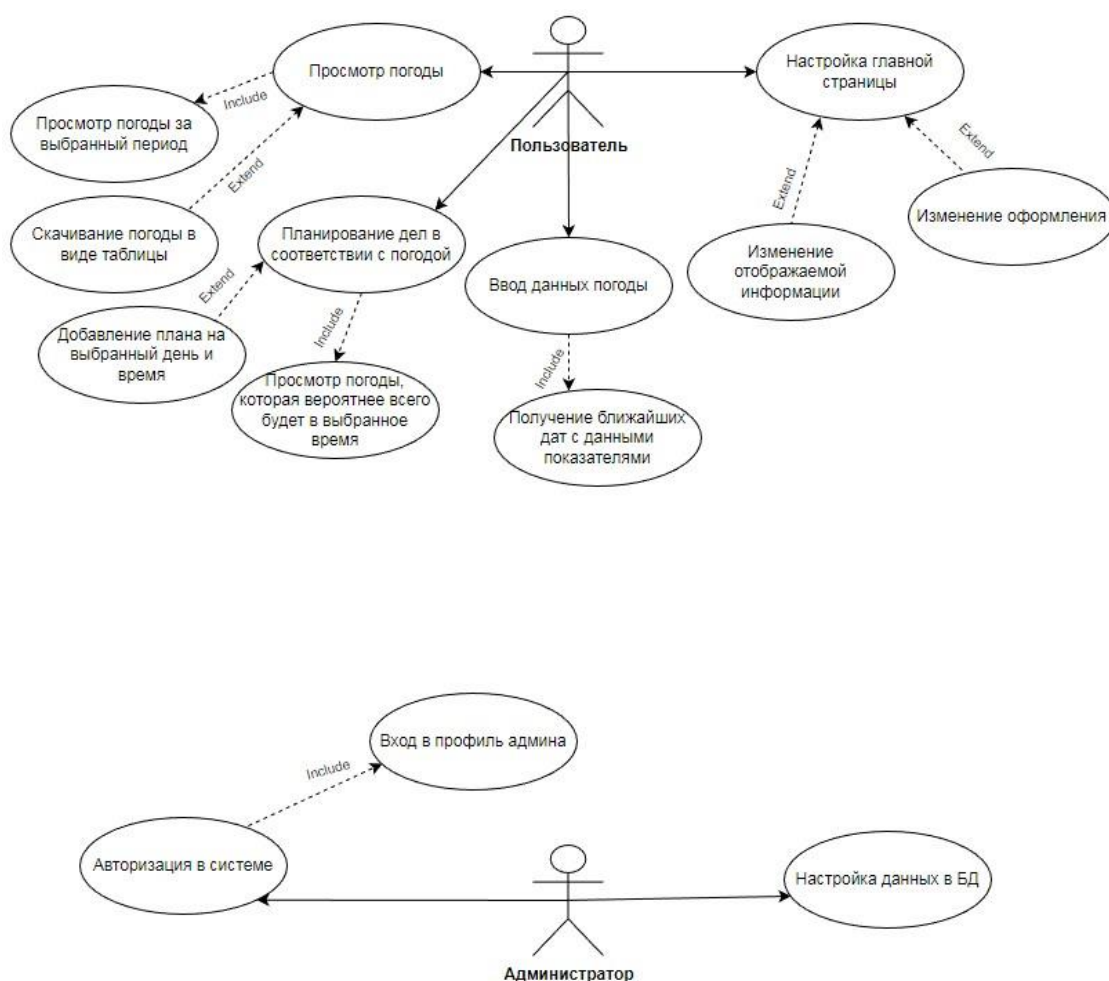 Просмотр погоды
Настройка главной
страницы
Include
Просмотр погоды за
выбранный период
Пользователь
Extend
Extend
Extend
Скачивание погоды в
виде таблицы
Планирование дел в
соответствии с погодой
Изменение оформления
Изменение
отображаемой
информации
Ввод данных погоды
Extend
Include
Добавление плана на
выбранный день и
время
Include
Просмотр погоды,
которая вероятнее всего
будет в выбранное
время
Получение ближайших
дат с данными
показателями
Вход в профиль админа
Include
Авторизация в системе
Настройка данных в БД
Администратор